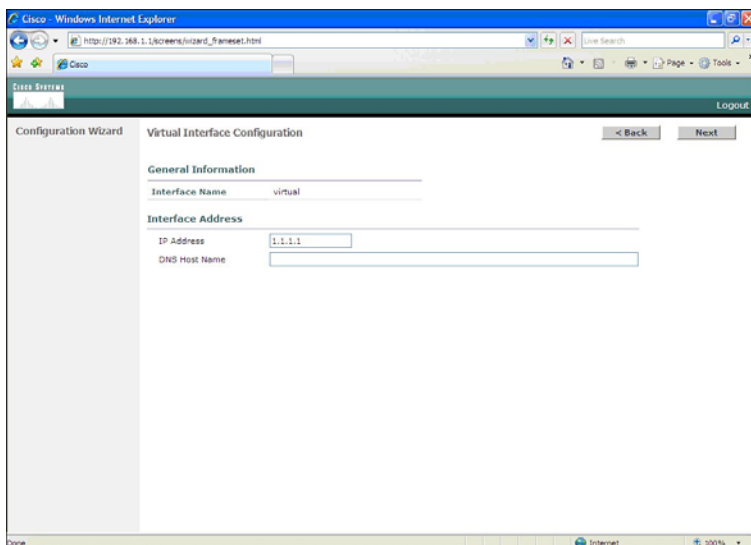 Cisco - Windows Internet Explorer
http://192.168.1.1/screens/wizard_frameset.html
Live Search
Cisco
Page
Tools
Cisco Systems
Logout
Configuration Wizard
Virtual Interface Configuration
< Back
Next
General Information
Interface Name virtual
Interface Address
IP Address 1.1.1.1
DNS Host Name
Done
Internet
100%